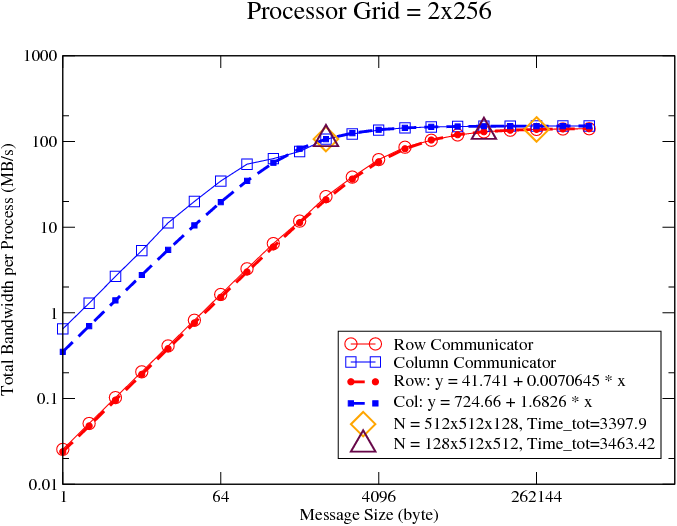 Processor Grid = 2x256
1000
100
10
1
0.1
0.01
Total Bandwidth per Process (MB/s)
Row Communicator
Column Communicator
Row: y = 41.741 + 0.0070645 * x
Col: y = 724.66 + 1.6826 * x
N = 512x512x128, Time_tot=3397.9
N = 128x512x512, Time_tot=3463.42
1 64 4096 262144
Message Size (byte)